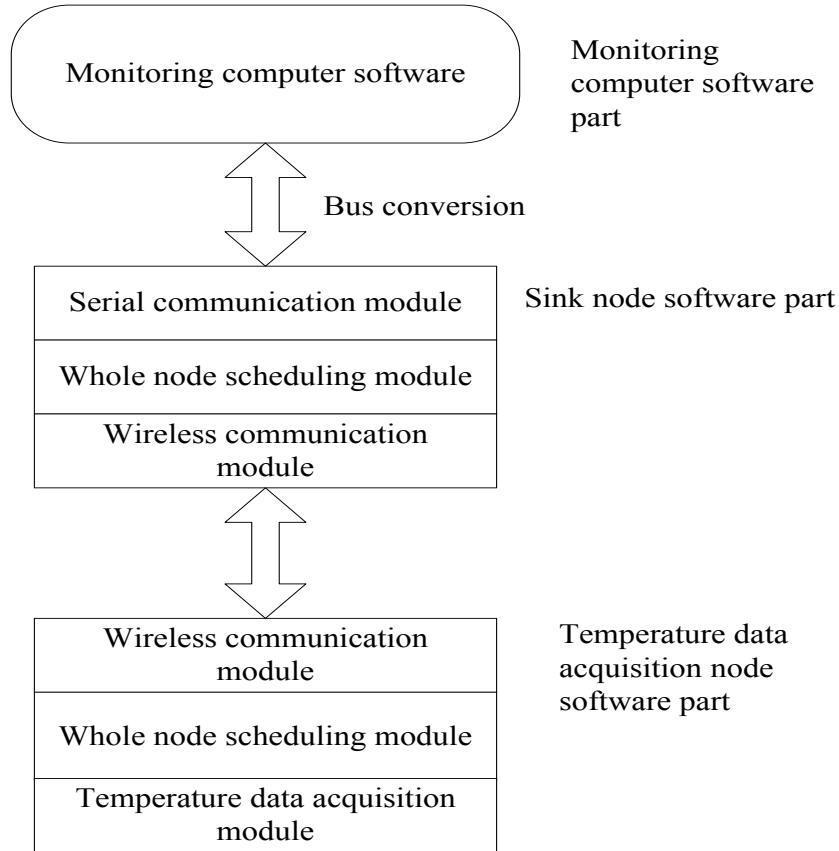 Monitoring computer software
Monitoring
computer software
part
Bus conversion
Serial communication module
Sink node software part
Whole node scheduling module
Wireless communication
module
Wireless communication
module
Temperature data
acquisition node
software part
Whole node scheduling module
Temperature data acquisition
module